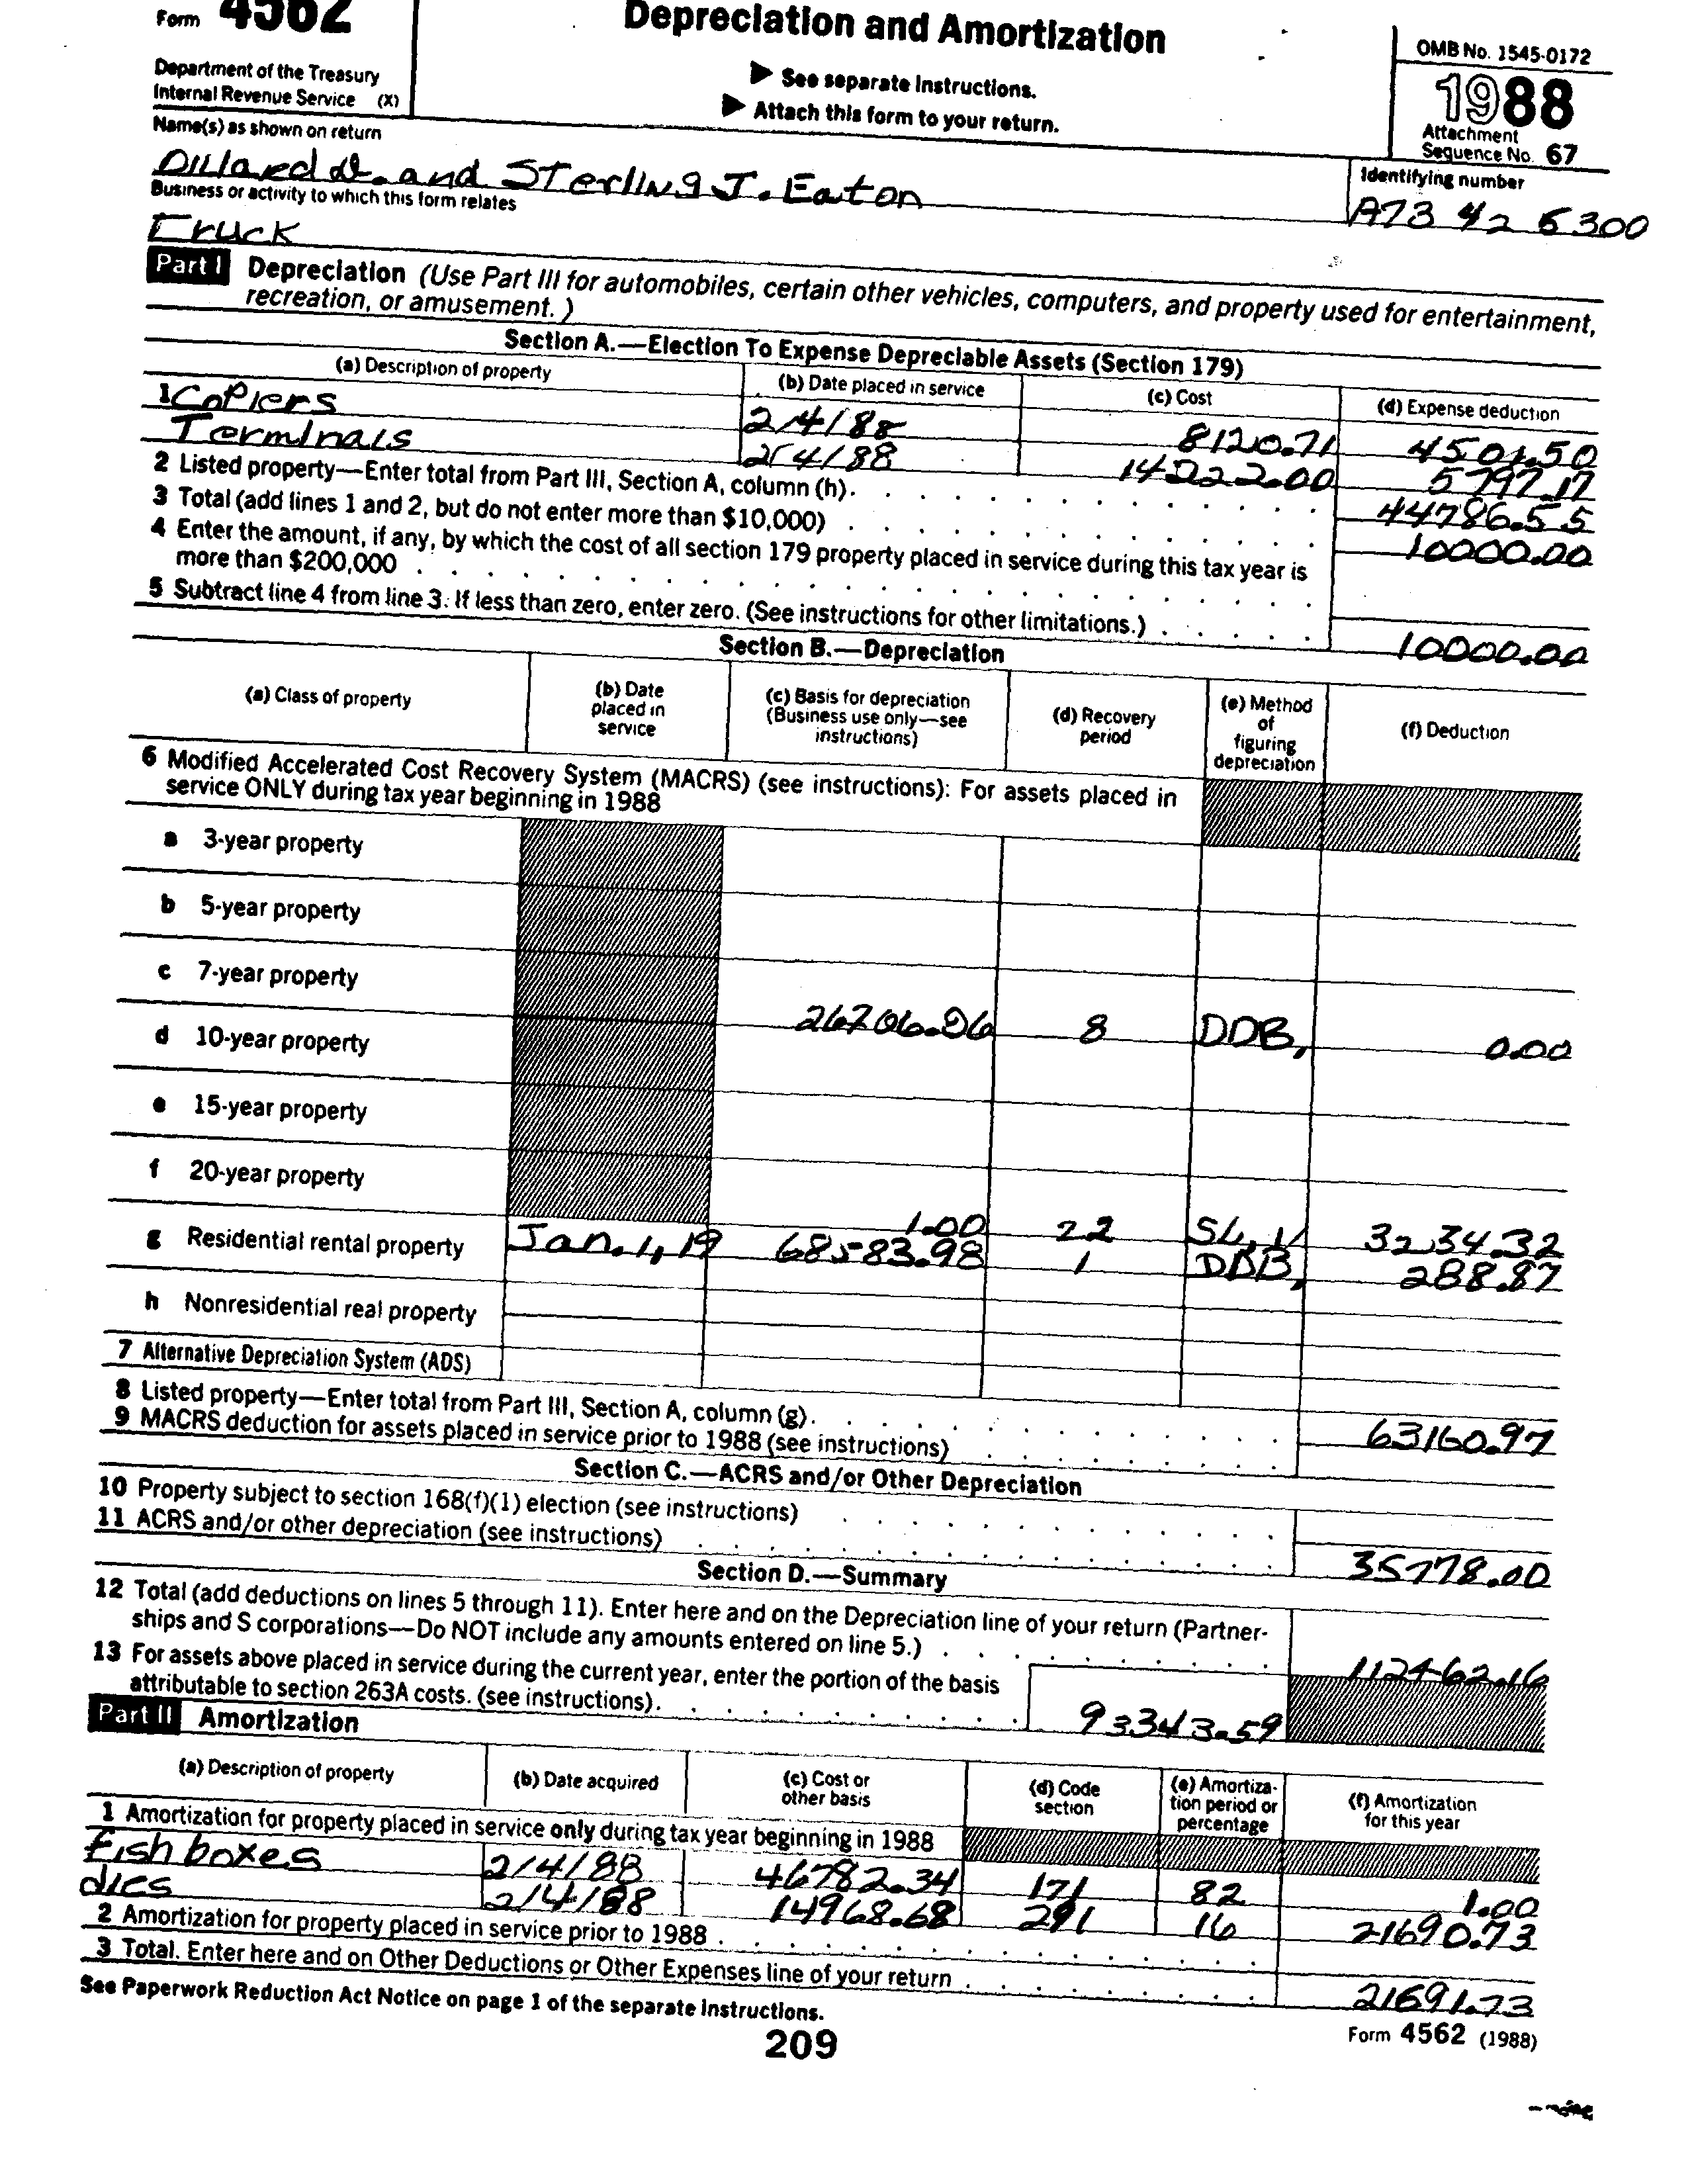 Form 4562
Depreciation and Amortization
OMB No. 1545-0172
Department of the Treasury
Internal Revenue Service (X)
▶ See separate Instructions.
▶ Attach this form to your return.
1988
Attachment
Sequence No. 67
Name(s) as shown on return
Dillard D. and Sterling J. Eaton
Identifying number
A73 42 6300
Business or activity to which this form relates
Truck
Part I Depreciation (Use Part III for automobiles, certain other vehicles, computers, and property used for entertainment,
recreation, or amusement.)
Section A.—Election To Expense Depreciable Assets (Section 179)
(a) Description of property (b) Date placed in service (c) Cost (d) Expense deduction
1 Copiers 2/4/88 8120.71 4501.50
Terminals 2/4/88 14222.00 5797.17
2 Listed property—Enter total from Part III, Section A, column (h). 44786.55
3 Total (add lines 1 and 2, but do not enter more than $10,000) 10000.00
4 Enter the amount, if any, by which the cost of all section 179 property placed in service during this tax year is
more than $200,000
5 Subtract line 4 from line 3. If less than zero, enter zero. (See instructions for other limitations.) 10000.00
Section B.—Depreciation
(a) Class of property (b) Date placed in service (c) Basis for depreciation (Business use only—see instructions) (d) Recovery period (e) Method of figuring depreciation (f) Deduction
6 Modified Accelerated Cost Recovery System (MACRS) (see instructions): For assets placed in
service ONLY during tax year beginning in 1988
a 3-year property
b 5-year property
c 7-year property
d 10-year property 26706.06 8 DDB, 0.00
e 15-year property
f 20-year property
1.00 22 SL, 1/ 3234.32
g Residential rental property Jan. 1, 19 68583.98 1 DBB, 288.87
h Nonresidential real property
7 Alternative Depreciation System (ADS)
8 Listed property—Enter total from Part III, Section A, column (g). 63160.97
9 MACRS deduction for assets placed in service prior to 1988 (see instructions)
Section C.—ACRS and/or Other Depreciation
10 Property subject to section 168(f)(1) election (see instructions)
11 ACRS and/or other depreciation (see instructions) 35778.00
Section D.—Summary
12 Total (add deductions on lines 5 through 11). Enter here and on the Depreciation line of your return (Partner-
ships and S corporations—Do NOT include any amounts entered on line 5.) 112462.16
13 For assets above placed in service during the current year, enter the portion of the basis
attributable to section 263A costs. (see instructions). 93343.59
Part II Amortization
(a) Description of property (b) Date acquired (c) Cost or other basis (d) Code section (e) Amortiza- tion period or percentage (f) Amortization for this year
1 Amortization for property placed in service only during tax year beginning in 1988
Fish boxes 2/4/88 46782.34 171 82 1.00
dies 2/4/88 14968.68 291 16 21690.73
2 Amortization for property placed in service prior to 1988
3 Total. Enter here and on Other Deductions or Other Expenses line of your return 21691.73
See Paperwork Reduction Act Notice on page 1 of the separate Instructions.
Form 4562 (1988)
209